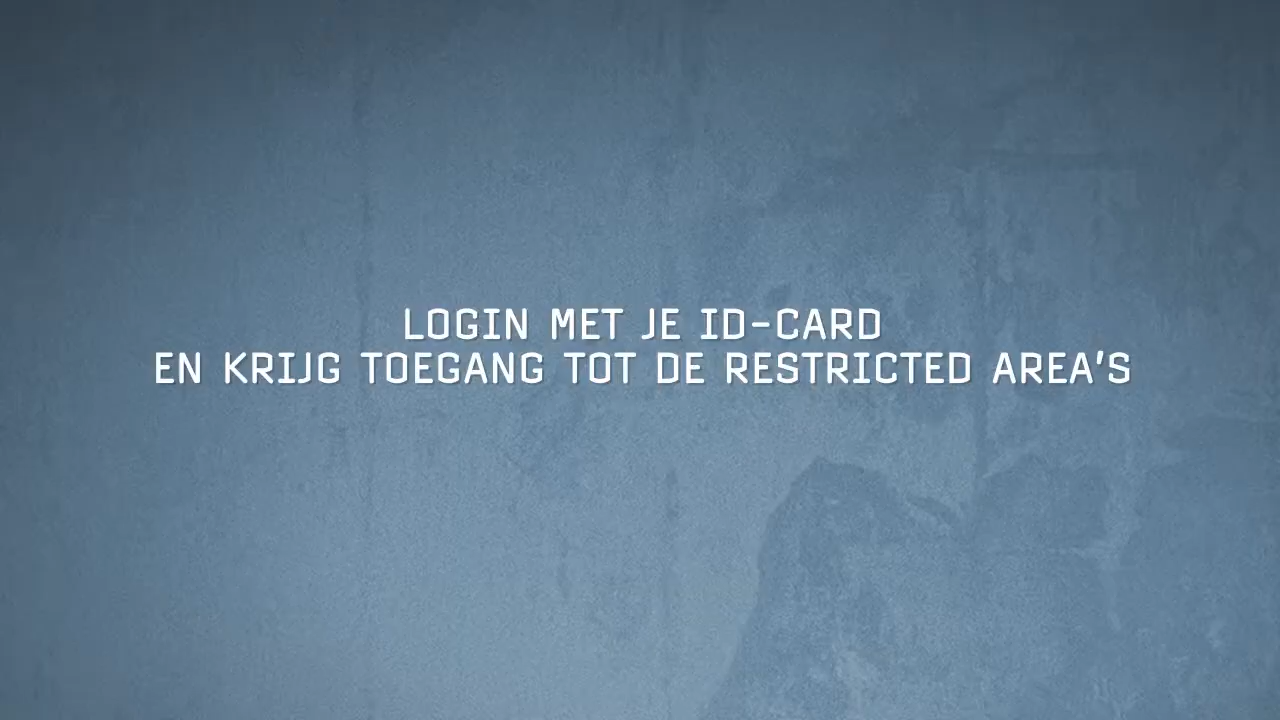 LOGIN MET JE ID-CARD
EN KRIJG TOEGANG TOT DE RESTRICTED AREA'S